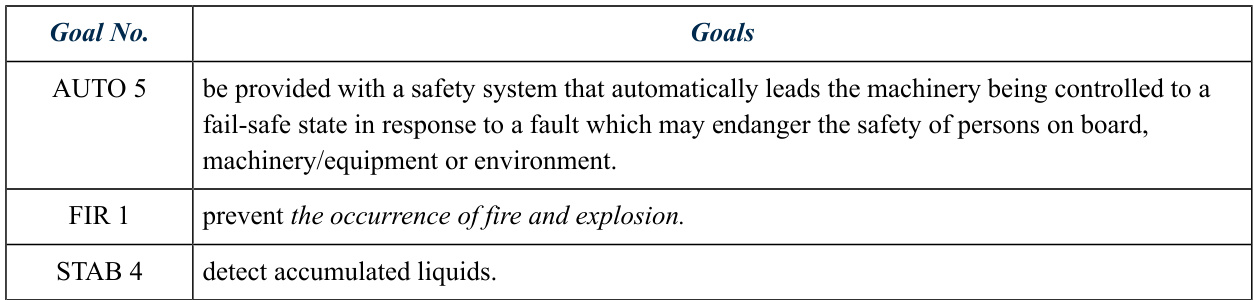 Goal No. Goals
AUTO 5 be provided with a safety system that automatically leads the machinery being controlled to a
fail-safe state in response to a fault which may endanger the safety of persons on board,
machinery/equipment or environment.
FIR 1 prevent the occurrence of fire and explosion.
STAB 4 detect accumulated liquids.